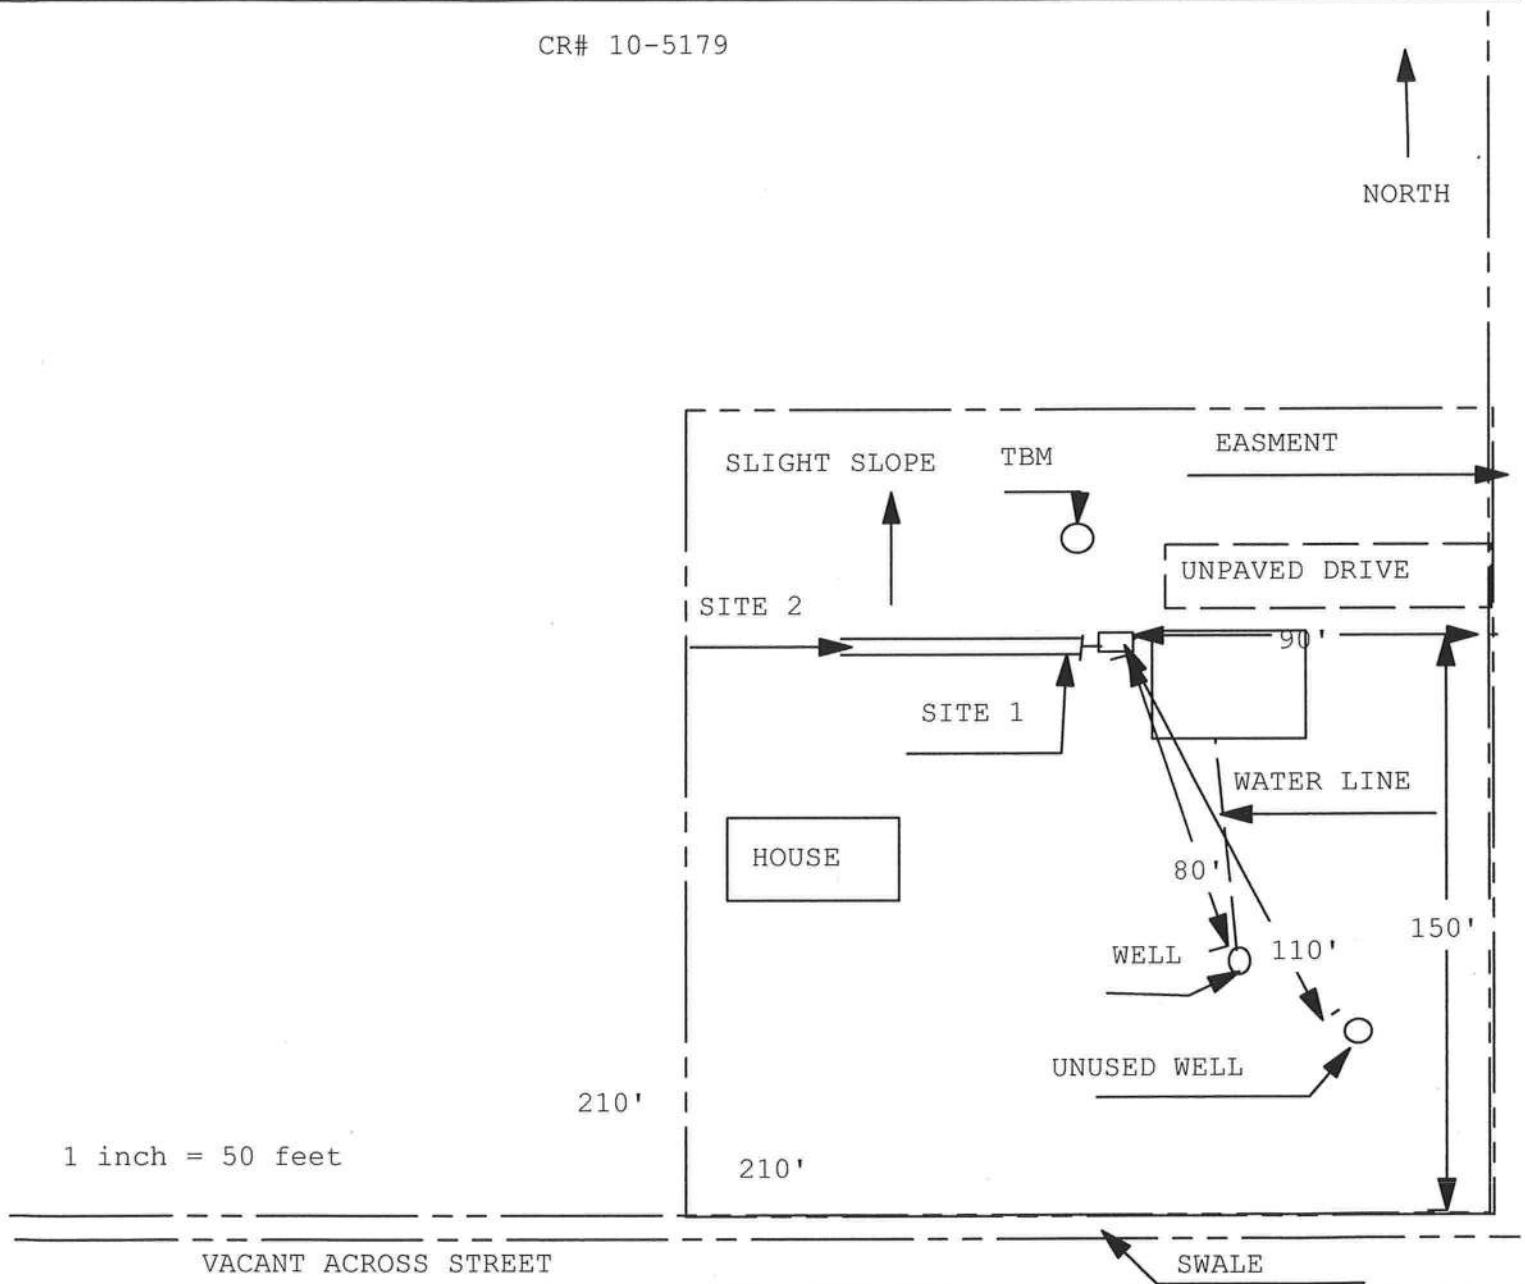 CR# 10-5179
NORTH
EASMENT
SLIGHT SLOPE
TBM
UNPAVED DRIVE
SITE 2
90'
SITE 1
WATER LINE
HOUSE
80'
150'
WELL
110'
UNUSED WELL
210'
1 inch = 50 feet
210'
VACANT ACROSS STREET
SWALE